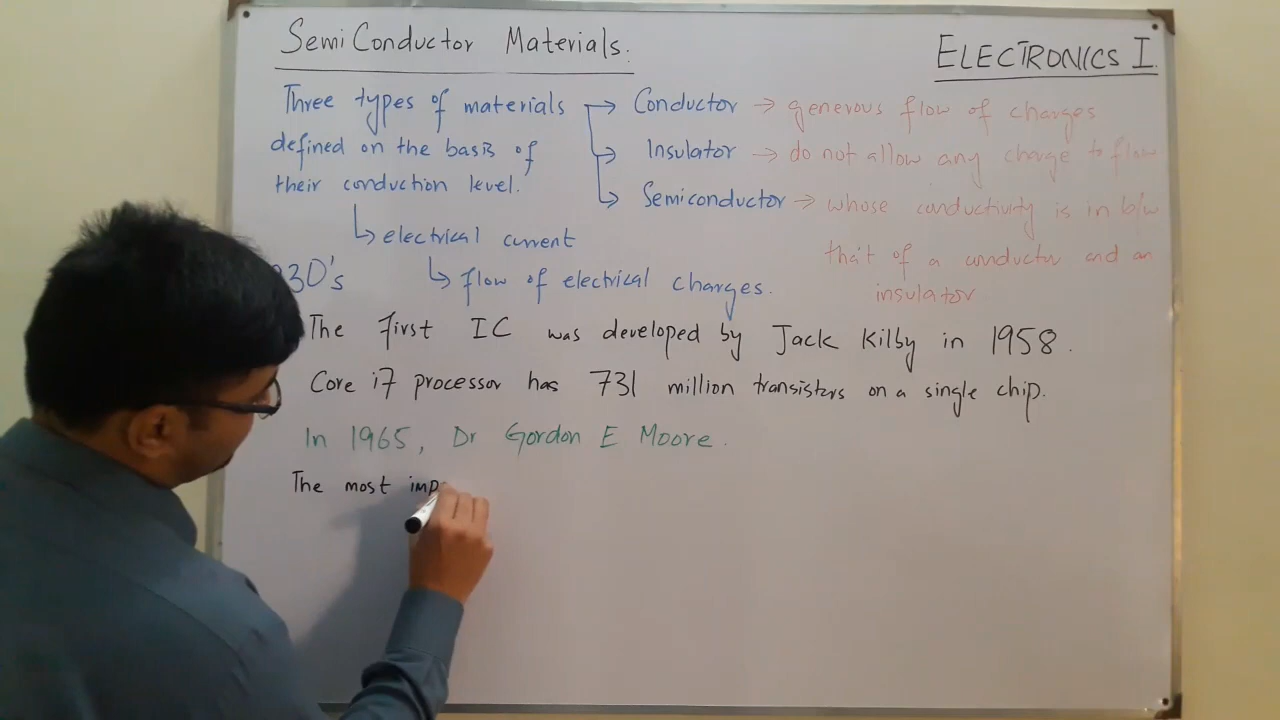 SemiConductor Materials.
ELECTRONICS I.
Three types of materials → Conductor → generous flow of charges
defined on the basis of → Insulator → do not allow any charge to flow
their conduction level. → Semiconductor → whose conductivity is in b/w
↳ electrical current that of a conductor and an
30's ↳ flow of electrical charges. insulator
The first IC was developed by Jack Kilby in 1958.
Core i7 processor has 731 million transistors on a single chip.
In 1965, Dr Gordon E Moore.
The most imp